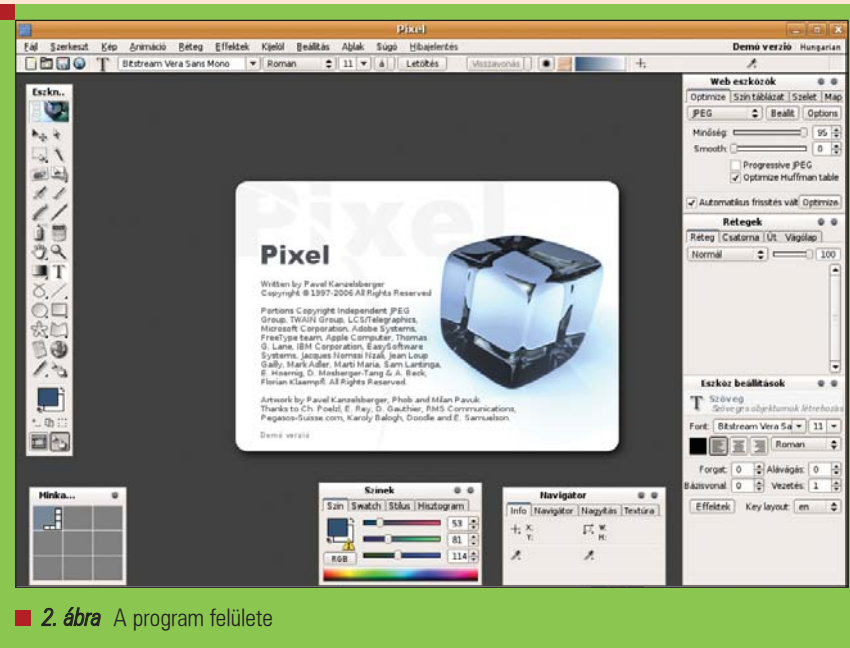 Pixel
Fájl Szerkeszt Kép Animáció Réteg Effektek Kijelöl Beállítás Ablak Súgó Hibajelentés
Demó verzió Hungarian
T Bitstream Vera Sans Mono Roman 11 á Letöltés Visszavonás
Eszkn..
T
Pixel
Pixel
Written by Pavel Kanzelsberger
Copyright © 1997-2006 All Rights Reserved
Portions Copyright Independent JPEG
Group, TWAIN Group, LCS/Telegraphics,
Microsoft Corporation, Adobe Systems,
FreeType team, Apple Computer, Thomas
G. Lane, IBM Corporation, EasySoftware
Systems, Jacques Nomssi Nzali, Jean Loup
Gailly, Mark Adler, Marti Maria, Sam Lantinga,
E. Hoernig, D. Mosberger-Tang & A. Beck,
Florian Klaempfl. All Rights Reserved.
Artwork by Pavel Kanzelsberger, Phob and Milan Pavuk.
Thanks to Ch. Poelzl, E. Rey, D. Gauthier, RMS Communications,
Pegasos-Suisse.com, Karoly Balogh, Doodle and E. Samuelson.
Demó verzió
Web eszközök
Optimize Szín táblázat Szelet Map
JPEG Beállít Options
Minőség: 95
Smooth: 0
Progressive JPEG
Optimize Huffman table
Automatikus frissítés vált Optimize
Rétegek
Réteg Csatorna Út Vágólap
Normál 100
Eszköz beállítások
T Szöveg
Szöveges objektumok létrehozás
Font: Bitstream Vera Sa 11
Roman
Forgat: 0 Alávágás: 0
Bázisvonal 0 Vezetés: 1
Effektek Key layout: en
Minka...
Színek
Szín Swatch Stílus Hisztogram
53
81
RGB 114
Navigátor
Info Navigátor Nagyítás Textúra
X: W:
Y: H:
2. ábra A program felülete